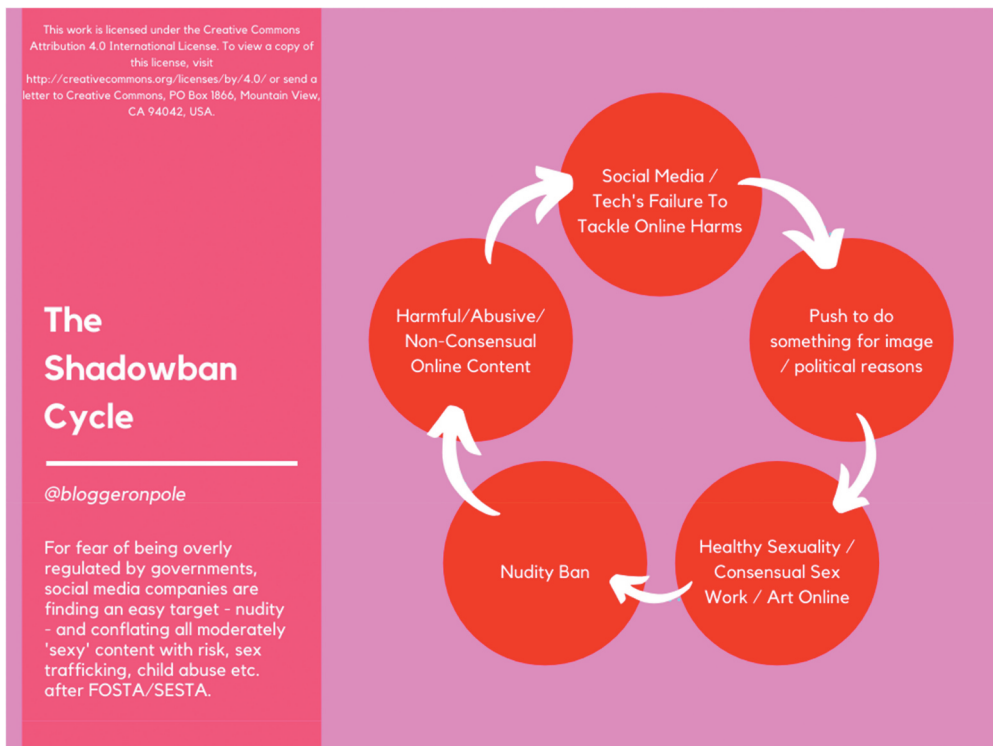 This work is licensed under the Creative Commons
Attribution 4.0 International License. To view a copy of
this license, visit
http://creativecommons.org/licenses/by/4.0/ or send a
letter to Creative Commons, PO Box 1866, Mountain View,
CA 94042, USA.
The
Shadowban
Cycle
@bloggeronpole
For fear of being overly
regulated by governments,
social media companies are
finding an easy target - nudity
- and conflating all moderately
'sexy' content with risk, sex
trafficking, child abuse etc.
after FOSTA/SESTA.
Social Media /
Tech's Failure To
Tackle Online Harms
Push to do
something for image
/ political reasons
Healthy Sexuality /
Consensual Sex
Work / Art Online
Nudity Ban
Harmful/Abusive/
Non-Consensual
Online Content